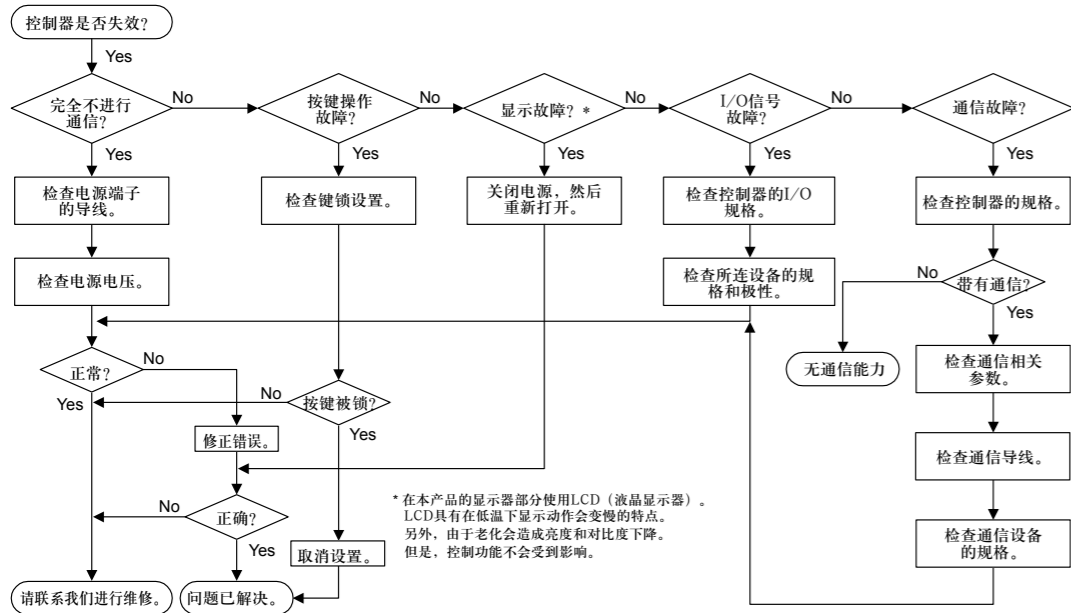 控制器是否失效?
Yes
完全不进行
通信?
No
按键操作
故障?
No
显示故障? *
No
I/O信号
故障?
No
通信故障?
Yes
Yes
Yes
Yes
Yes
检查电源端子
的导线。
检查键锁设置。
关闭电源，然后
重新打开。
检查控制器的I/O
规格。
检查控制器的规格。
检查电源电压。
检查所连设备的规
格和极性。
No
带有通信?
Yes
无通信能力
检查通信相关
参数。
正常?
No
Yes
No
按键被锁?
Yes
修正错误。
检查通信导线。
No
正确?
Yes
取消设置。
* 在本产品的显示器部分使用LCD（液晶显示器）。
LCD具有在低温下显示动作会变慢的特点。
另外，由于老化会造成亮度和对比度下降。
但是，控制功能不会受到影响。
检查通信设备
的规格。
请联系我们进行维修。
问题已解决。